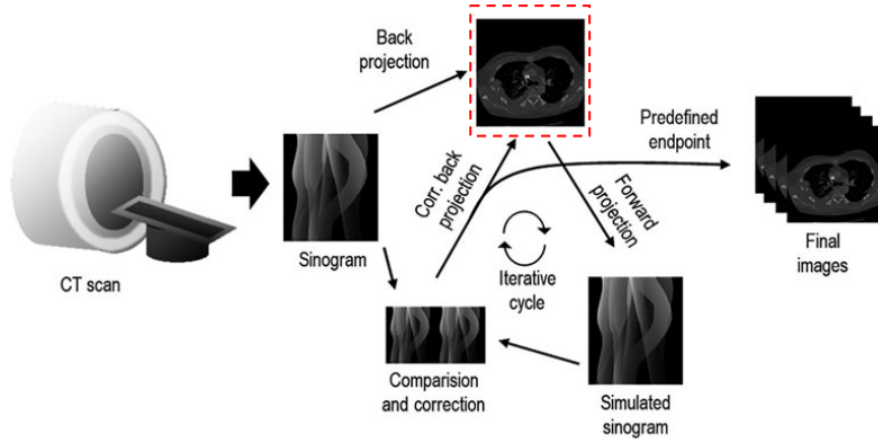 Back
projection
Predefined
endpoint
Corr. back
projection
Forward
projection
CT scan
Sinogram
Iterative
cycle
Final
images
Comparision
and correction
Simulated
sinogram